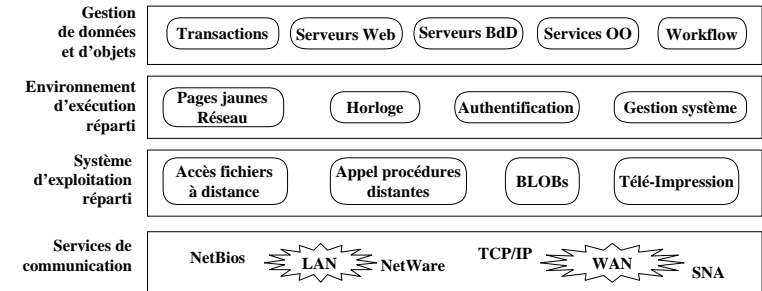 Gestion
de données
et d'objets
Transactions
Serveurs Web
Serveurs BdD
Services OO
Workflow
Environnement
d'exécution
réparti
Pages jaunes
Réseau
Horloge
Authentification
Gestion système
Système
d'exploitation
réparti
Accès fichiers
à distance
Appel procédures
distantes
BLOBs
Télé-Impression
Services de
communication
NetBios
LAN
NetWare
TCP/IP
WAN
SNA